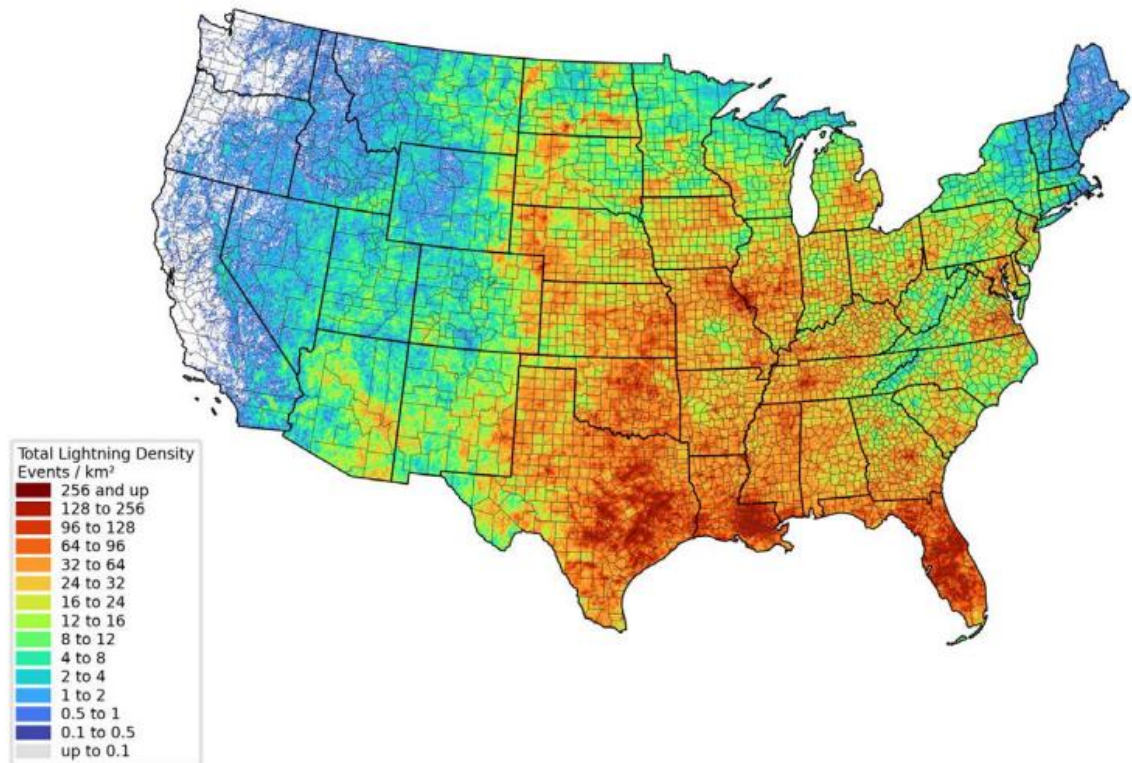 Total Lightning Density
Events / km²
256 and up
128 to 256
96 to 128
64 to 96
32 to 64
24 to 32
16 to 24
12 to 16
8 to 12
4 to 8
2 to 4
1 to 2
0.5 to 1
0.1 to 0.5
up to 0.1